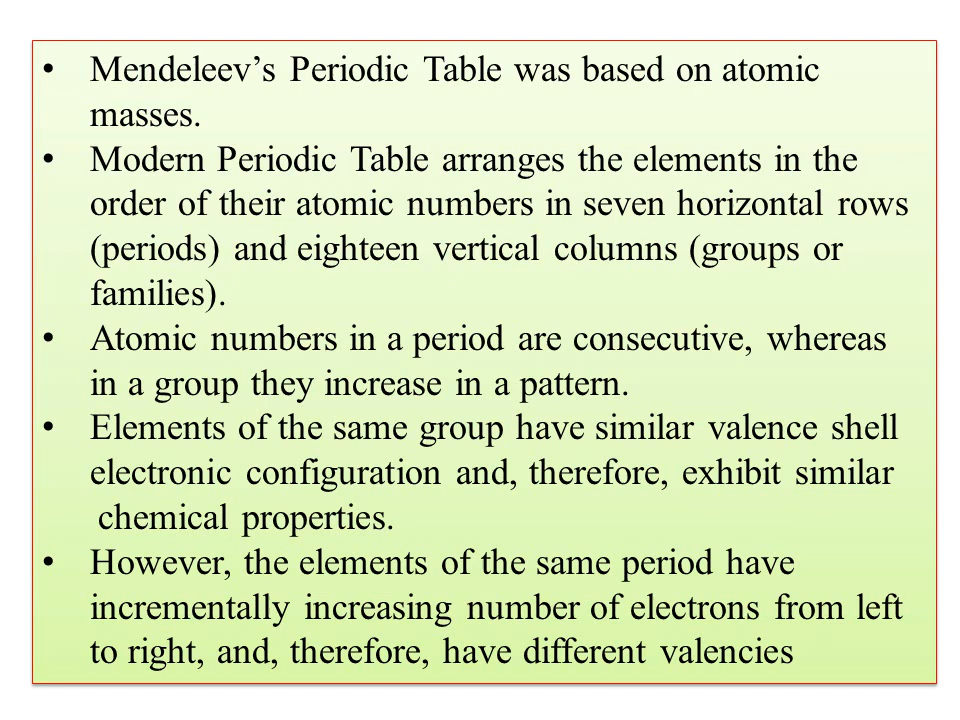 • Mendeleev’s Periodic Table was based on atomic
masses.
• Modern Periodic Table arranges the elements in the
order of their atomic numbers in seven horizontal rows
(periods) and eighteen vertical columns (groups or
families).
• Atomic numbers in a period are consecutive, whereas
in a group they increase in a pattern.
• Elements of the same group have similar valence shell
electronic configuration and, therefore, exhibit similar
chemical properties.
• However, the elements of the same period have
incrementally increasing number of electrons from left
to right, and, therefore, have different valencies